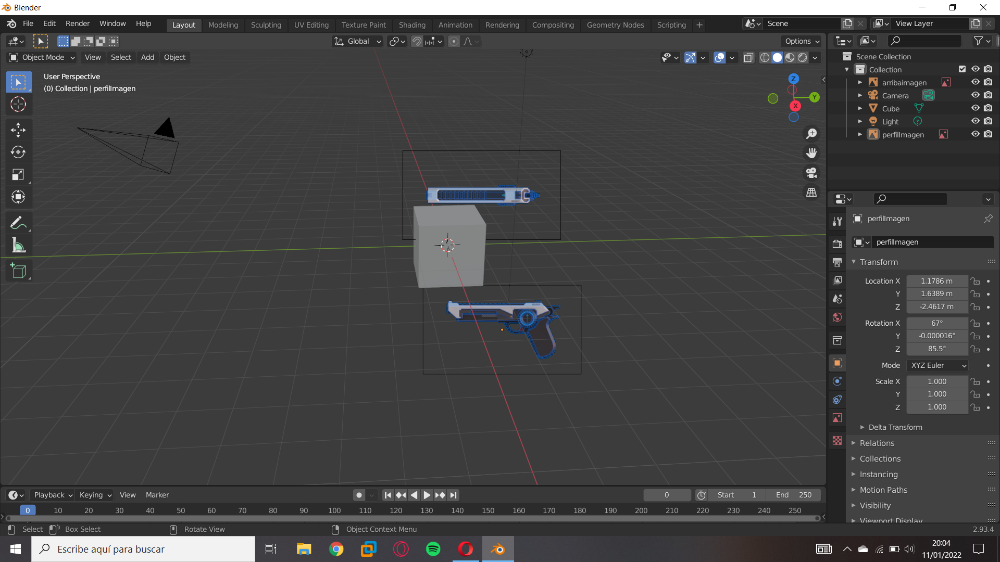 Blender
File Edit Render Window Help Layout Modeling Sculpting UV Editing Texture Paint Shading Animation Rendering Compositing Geometry Nodes Scripting + Scene View Layer
Global Options
Object Mode View Select Add Object
User Perspective
(0) Collection | perfilImagen
Z
Y
X
Scene Collection
Collection
arribaimagen
Camera
Cube
Light
perfilImagen
perfilImagen
perfilImagen
Transform
Location X 1.1786 m
Y 1.6389 m
Z -2.4617 m
Rotation X 67°
Y -0.000016°
Z 85.5°
Mode XYZ Euler
Scale X 1.000
Y 1.000
Z 1.000
Delta Transform
Relations
Collections
Instancing
Motion Paths
Visibility
Viewport Display
Playback Keying View Marker 0 Start 1 End 250
0 10 20 30 40 50 60 70 80 90 100 110 120 130 140 150 160 170 180 190 200 210 220 230 240 250
Select Box Select Rotate View Object Context Menu 2.93.4
Escribe aquí para buscar
20:04
11/01/2022